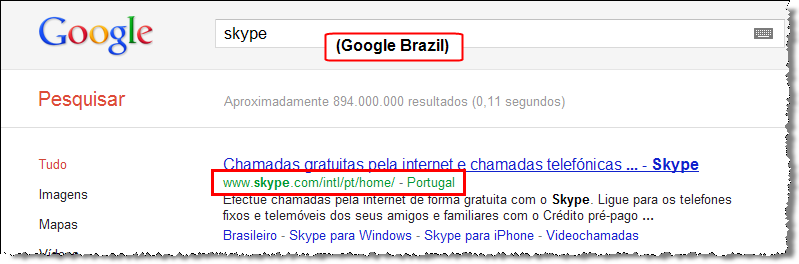 Google
skype
(Google Brazil)
Pesquisar
Aproximadamente 894.000.000 resultados (0,11 segundos)
Tudo
Imagens
Mapas
Vídeos
Chamadas gratuitas pela internet e chamadas telefónicas ... - Skype
www.skype.com/intl/pt/home/ - Portugal
Efectue chamadas pela internet de forma gratuita com o Skype. Ligue para os telefones
fixos e telemóveis dos seus amigos e familiares com o Crédito pré-pago ...
Brasileiro - Skype para Windows - Skype para iPhone - Videochamadas